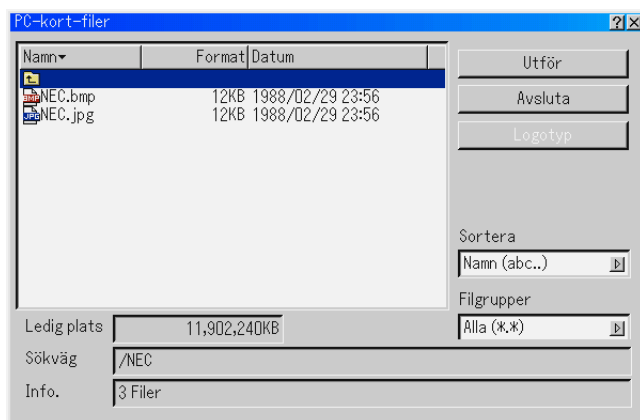 PC-kort-filer
Namn Format Datum
NEC.bmp 12KB 1988/02/29 23:56
NEC.jpg 12KB 1988/02/29 23:56
Utför
Avsluta
Logotyp
Sortera
Namn (abc..)
Filgrupper
Alla (*.*)
Ledig plats 11,902,240KB
Sökväg /NEC
Info. 3 Filer